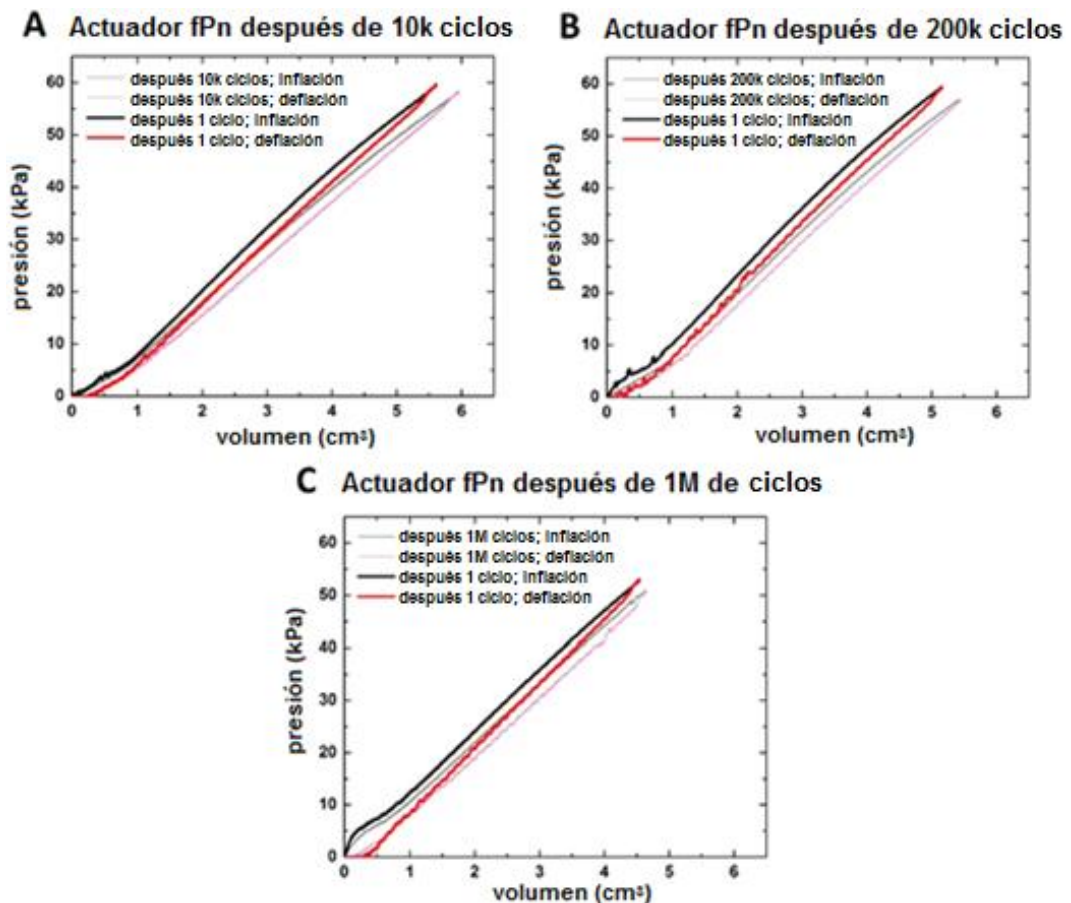 A Actuador fPn después de 10k ciclos
después 10k ciclos; inflación
después 10k ciclos; deflación
después 1 ciclo; inflación
después 1 ciclo; deflación
presión (kPa)
60
50
40
30
20
10
0
0 1 2 3 4 5 6
volumen (cm³)
B Actuador fPn después de 200k ciclos
después 200k ciclos; inflación
después 200k ciclos; deflación
después 1 ciclo; inflación
después 1 ciclo; deflación
presión (kPa)
60
50
40
30
20
10
0
0 1 2 3 4 5 6
volumen (cm³)
C Actuador fPn después de 1M de ciclos
después 1M ciclos; inflación
después 1M ciclos; deflación
después 1 ciclo; inflación
después 1 ciclo; deflación
presión (kPa)
60
50
40
30
20
10
0
0 1 2 3 4 5 6
volumen (cm³)